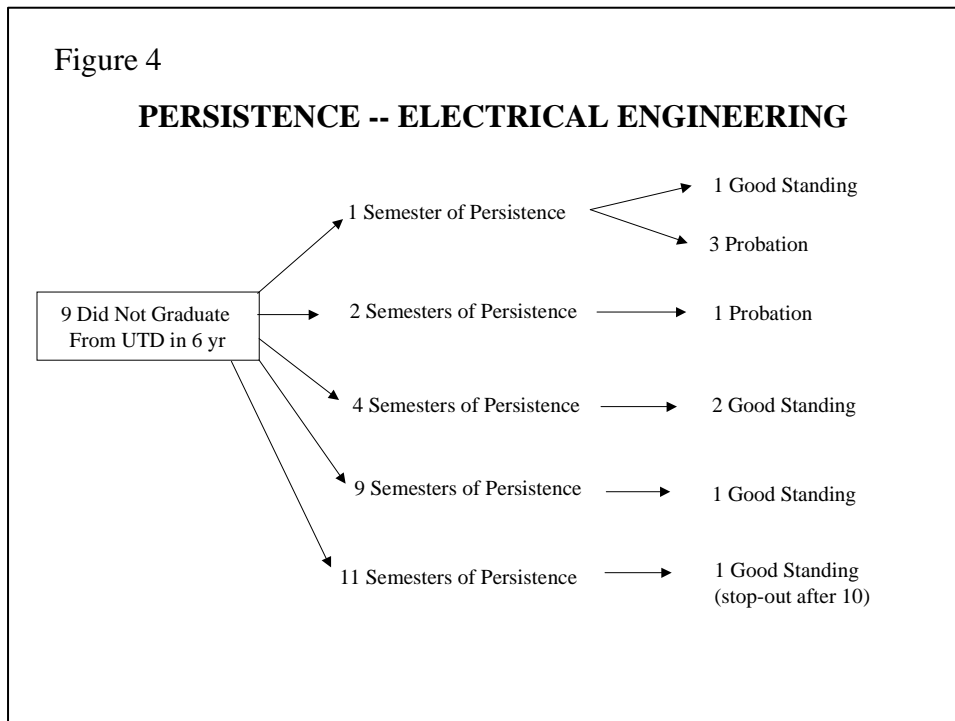 Figure 4
PERSISTENCE -- ELECTRICAL ENGINEERING
1 Semester of Persistence
1 Good Standing
3 Probation
9 Did Not Graduate
From UTD in 6 yr
2 Semesters of Persistence
1 Probation
4 Semesters of Persistence
2 Good Standing
9 Semesters of Persistence
1 Good Standing
11 Semesters of Persistence
1 Good Standing
(stop-out after 10)